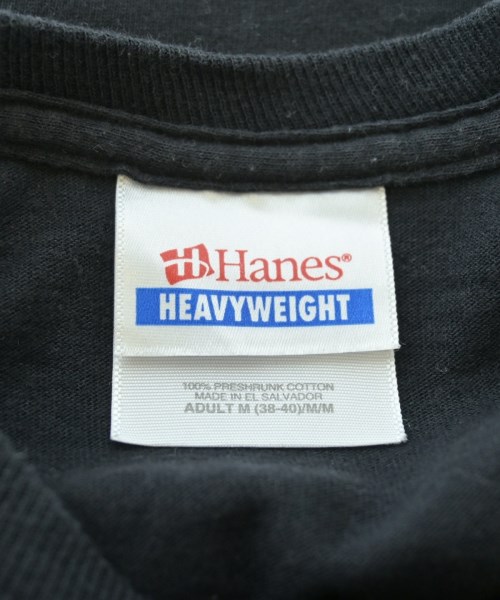 H Hanes®
HEAVYWEIGHT
100% PRESHRUNK COTTON
MADE IN EL SALVADOR
ADULT M (38-40)/M/M